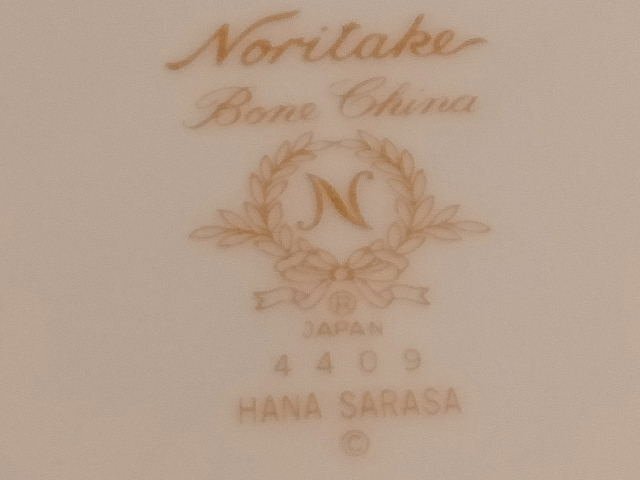 Noritake
Bone China
N
®
JAPAN
4409
HANA SARASA
©